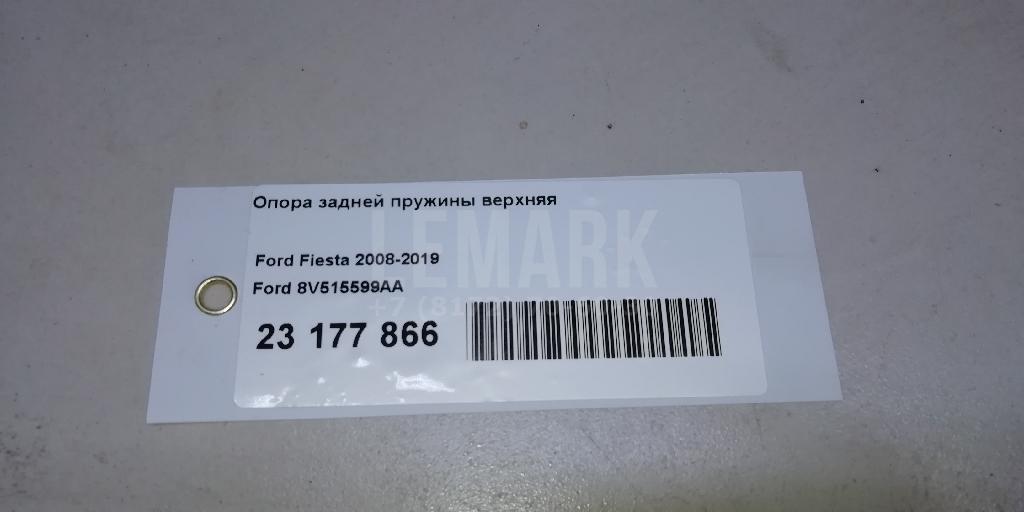 Опора задней пружины верхняя
LEMARK
Ford Fiesta 2008-2019
Ford 8V515599AA
23 177 866